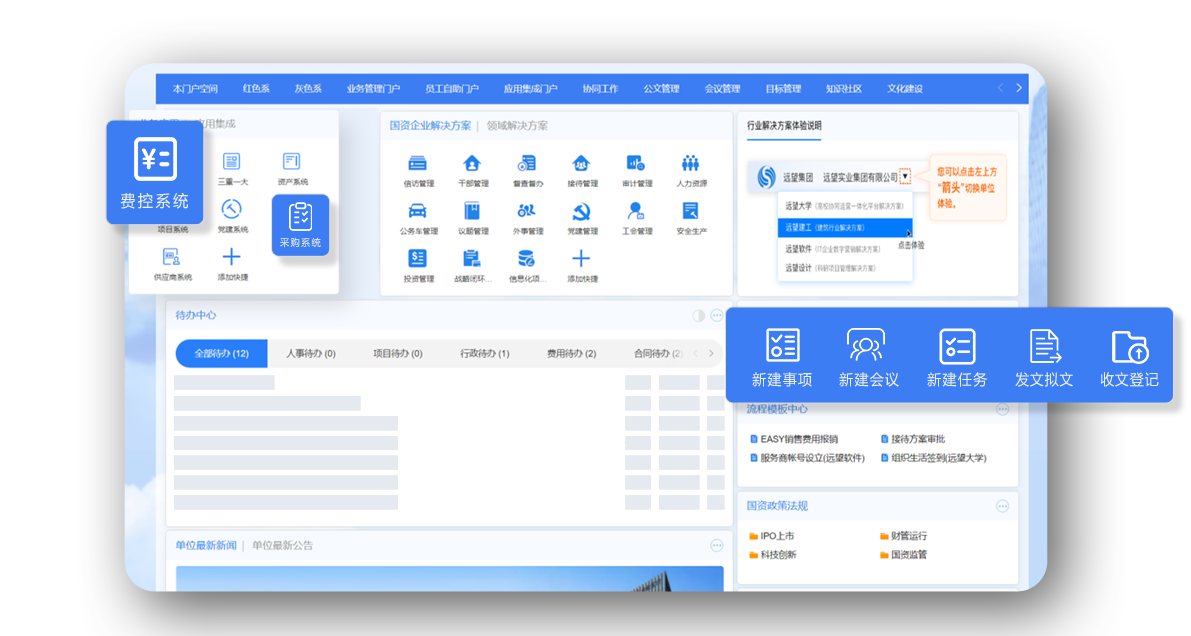 本门户空间 红色系 灰色系 业务管理门户 员工自助门户 应用集成门户 协同工作 公文管理 会议管理 目标管理 知识社区 文化建设
应用集成
费控系统
三重一大 资产系统
项目系统 党建系统 采购系统
供应商系统 添加快捷
国资企业解决方案 | 领域解决方案
信访管理 干部管理 督查督办 接待管理 审计管理 人力资源
公务车管理 议题管理 外事管理 党建管理 工会管理 安全生产
投资管理 战略闭环... 信息化项... 添加快捷
行业解决方案体验说明
远望集团 远望实业集团有限公司
您可以点击左上方
“箭头”切换单位
体验。
远望大学 (高校协同运营一体化平台解决方案)
远望建工 (建筑行业解决方案)
点击体验
远望软件 (IT企业数字营销解决方案)
远望设计 (科研项目管理解决方案)
待办中心
全部待办 (12) 人事待办 (0) 项目待办 (0) 行政待办 (1) 费用待办 (2) 合同待办 (2)
新建事项 新建会议 新建任务 发文拟文 收文登记
流程模板中心
EASY销售费用报销 接待方案审批
服务商帐号设立(远望软件) 组织生活签到(远望大学)
国资政策法规
IPO上市 财管运行
科技创新 国资监管
单位最新新闻 | 单位最新公告